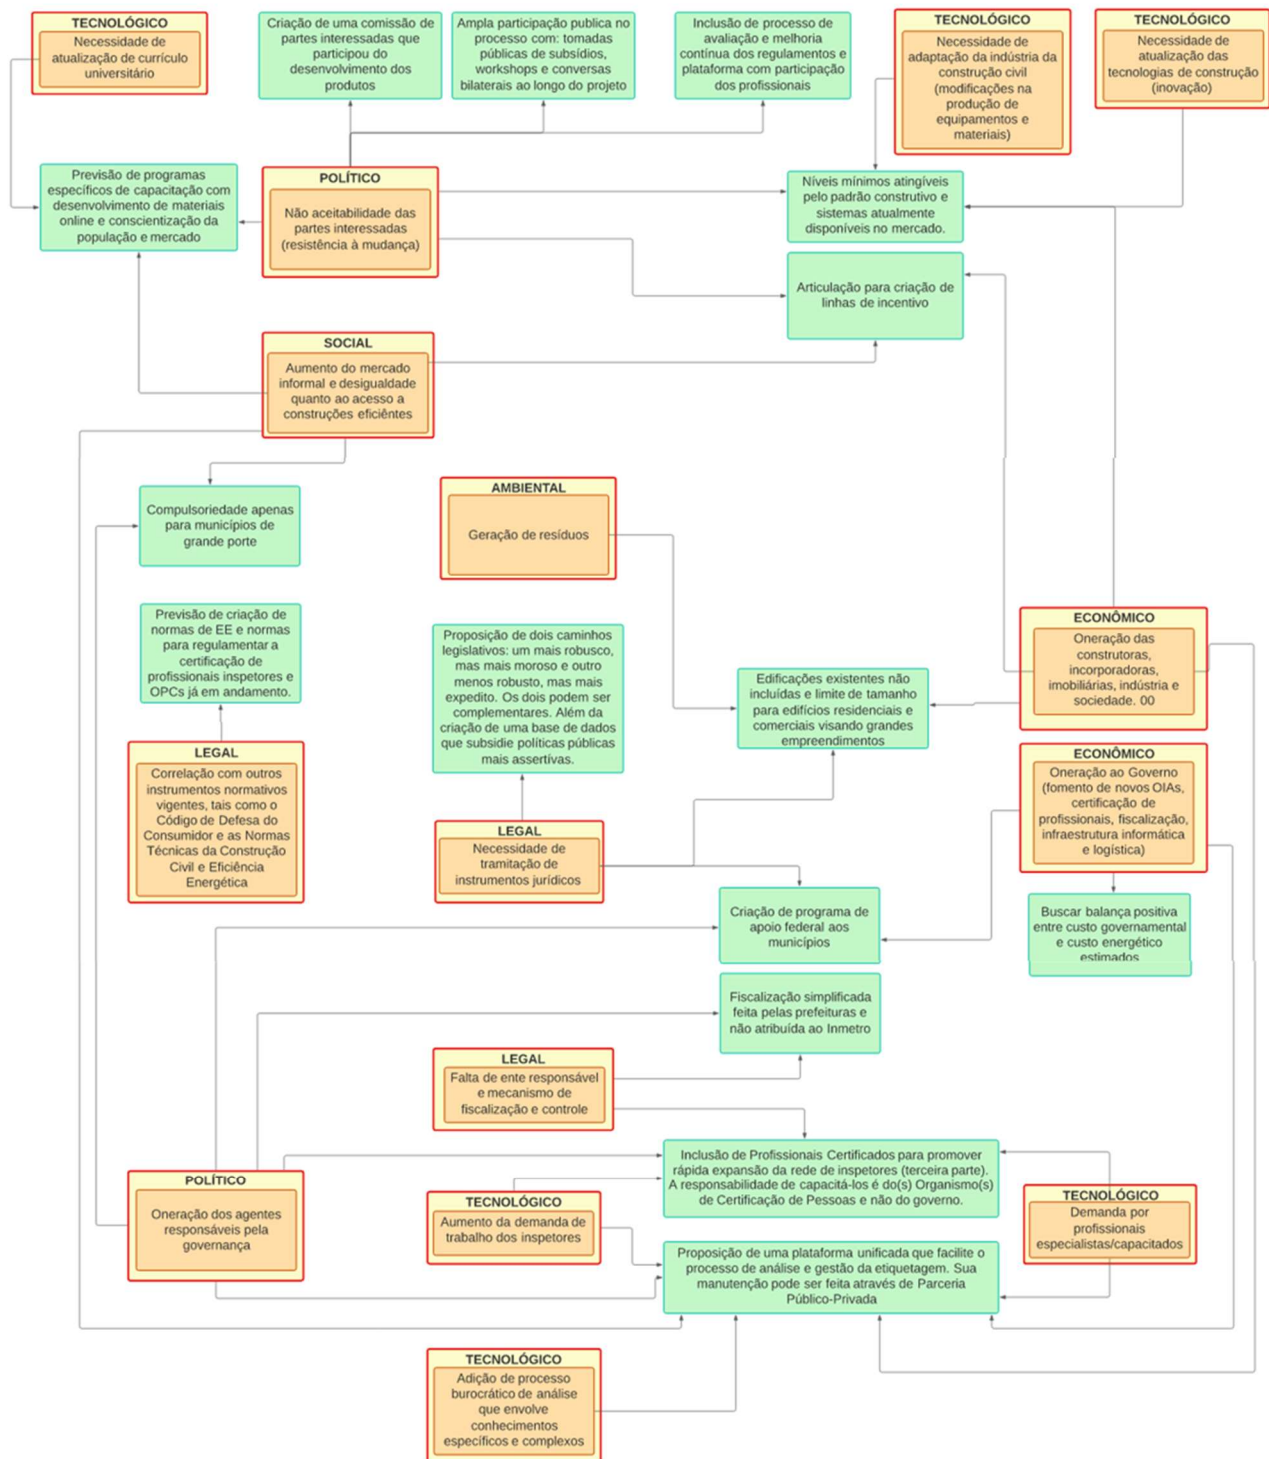 TECNOLÓGICO
Necessidade de
atualização de currículo
universitário
Criação de uma comissão de
partes interessadas que
participou do
desenvolvimento dos
produtos
Ampla participação publica no
processo com: tomadas
públicas de subsídios,
workshops e conversas
bilaterais ao longo do projeto
Inclusão de processo de
avaliação e melhoria
contínua dos regulamentos e
plataforma com participação
dos profissionais
TECNOLÓGICO
Necessidade de
adaptação da indústria da
construção civil
(modificações na
produção de
equipamentos e
materiais)
TECNOLÓGICO
Necessidade de
atualização das
tecnologias de construção
(inovação)
Previsão de programas
específicos de capacitação com
desenvolvimento de materiais
online e conscientização da
população e mercado
POLÍTICO
Não aceitabilidade das
partes interessadas
(resistência à mudança)
Níveis mínimos atingíveis
pelo padrão construtivo e
sistemas atualmente
disponíveis no mercado.
Articulação para criação de
linhas de incentivo
SOCIAL
Aumento do mercado
informal e desigualdade
quanto ao acesso a
construções eficiêntes
Compulsoriedade apenas
para municípios de
grande porte
AMBIENTAL
Geração de resíduos
Previsão de criação de
normas de EE e normas
para regulamentar a
certificação de
profissionais inspetores e
OPCs já em andamento.
Proposição de dois caminhos
legislativos: um mais robusco,
mas mais moroso e outro
menos robusto, mas mais
expedito. Os dois podem ser
complementares. Além da
criação de uma base de dados
que subsidie políticas públicas
mais assertívas.
Edificações existentes não
incluídas e limite de tamanho
para edifícios residenciais e
comerciais visando grandes
empreendimentos
ECONÔMICO
Oneração das
construtoras,
incorporadoras,
imobiliárias, indústria e
sociedade. 00
LEGAL
Correlação com outros
instrumentos normativos
vigentes, tais como o
Código de Defesa do
Consumidor e as Normas
Técnicas da Construção
Civil e Eficiência
Energética
LEGAL
Necessidade de
tramitação de
instrumentos jurídicos
ECONÔMICO
Oneração ao Governo
(fomento de novos OIAs,
certificação de
profissionais, fiscalização,
infraestrutura informática
e logística)
Criação de programa de
apoio federal aos
municípios
Buscar balança positiva
entre custo governamental
e custo energético
estimados
Fiscalização simplificada
feita pelas prefeituras e
não atribuída ao Inmetro
LEGAL
Falta de ente responsável
e mecanismo de
fiscalização e controle
Inclusão de Profissionais Certificados para promover
rápida expansão da rede de inspetores (terceira parte).
A responsabilidade de capacitá-los é do(s) Organismo(s)
de Certificação de Pessoas e não do governo.
POLÍTICO
Oneração dos agentes
responsáveis pela
governança
TECNOLÓGICO
Aumento da demanda de
trabalho dos inspetores
TECNOLÓGICO
Demanda por
profissionais
especialistas/capacitados
Proposição de uma plataforma unificada que facilite o
processo de análise e gestão da etiquetagem. Sua
manutenção pode ser feita através de Parceria
Público-Privada
TECNOLÓGICO
Adição de processo
burocrático de análise
que envolve
conhecimentos
específicos e complexos